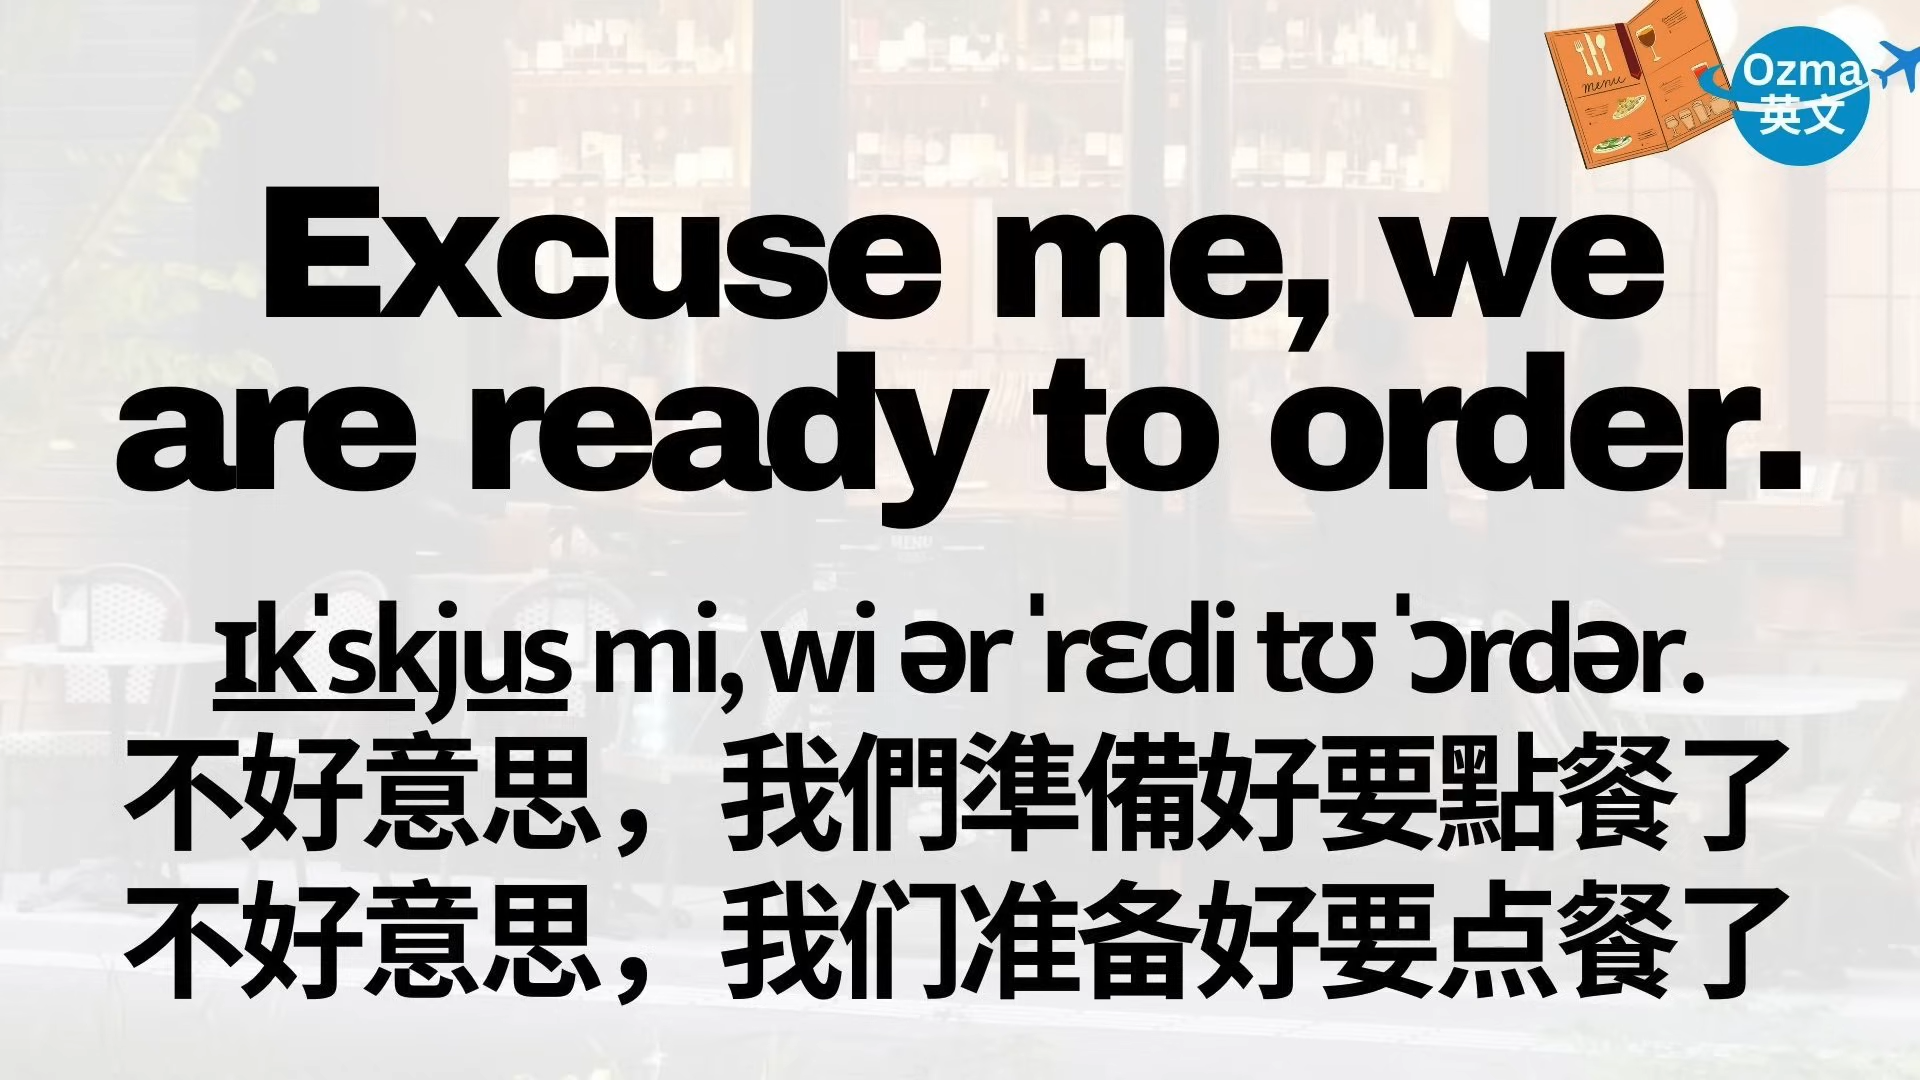 menu
Ozma
英文
Excuse me, we
are ready to order.
ɪkˈskjus mi, wi ər ˈrɛdi tʊ ˈɔrdər.
不好意思，我們準備好要點餐了
不好意思，我们准备好要点餐了
MENU